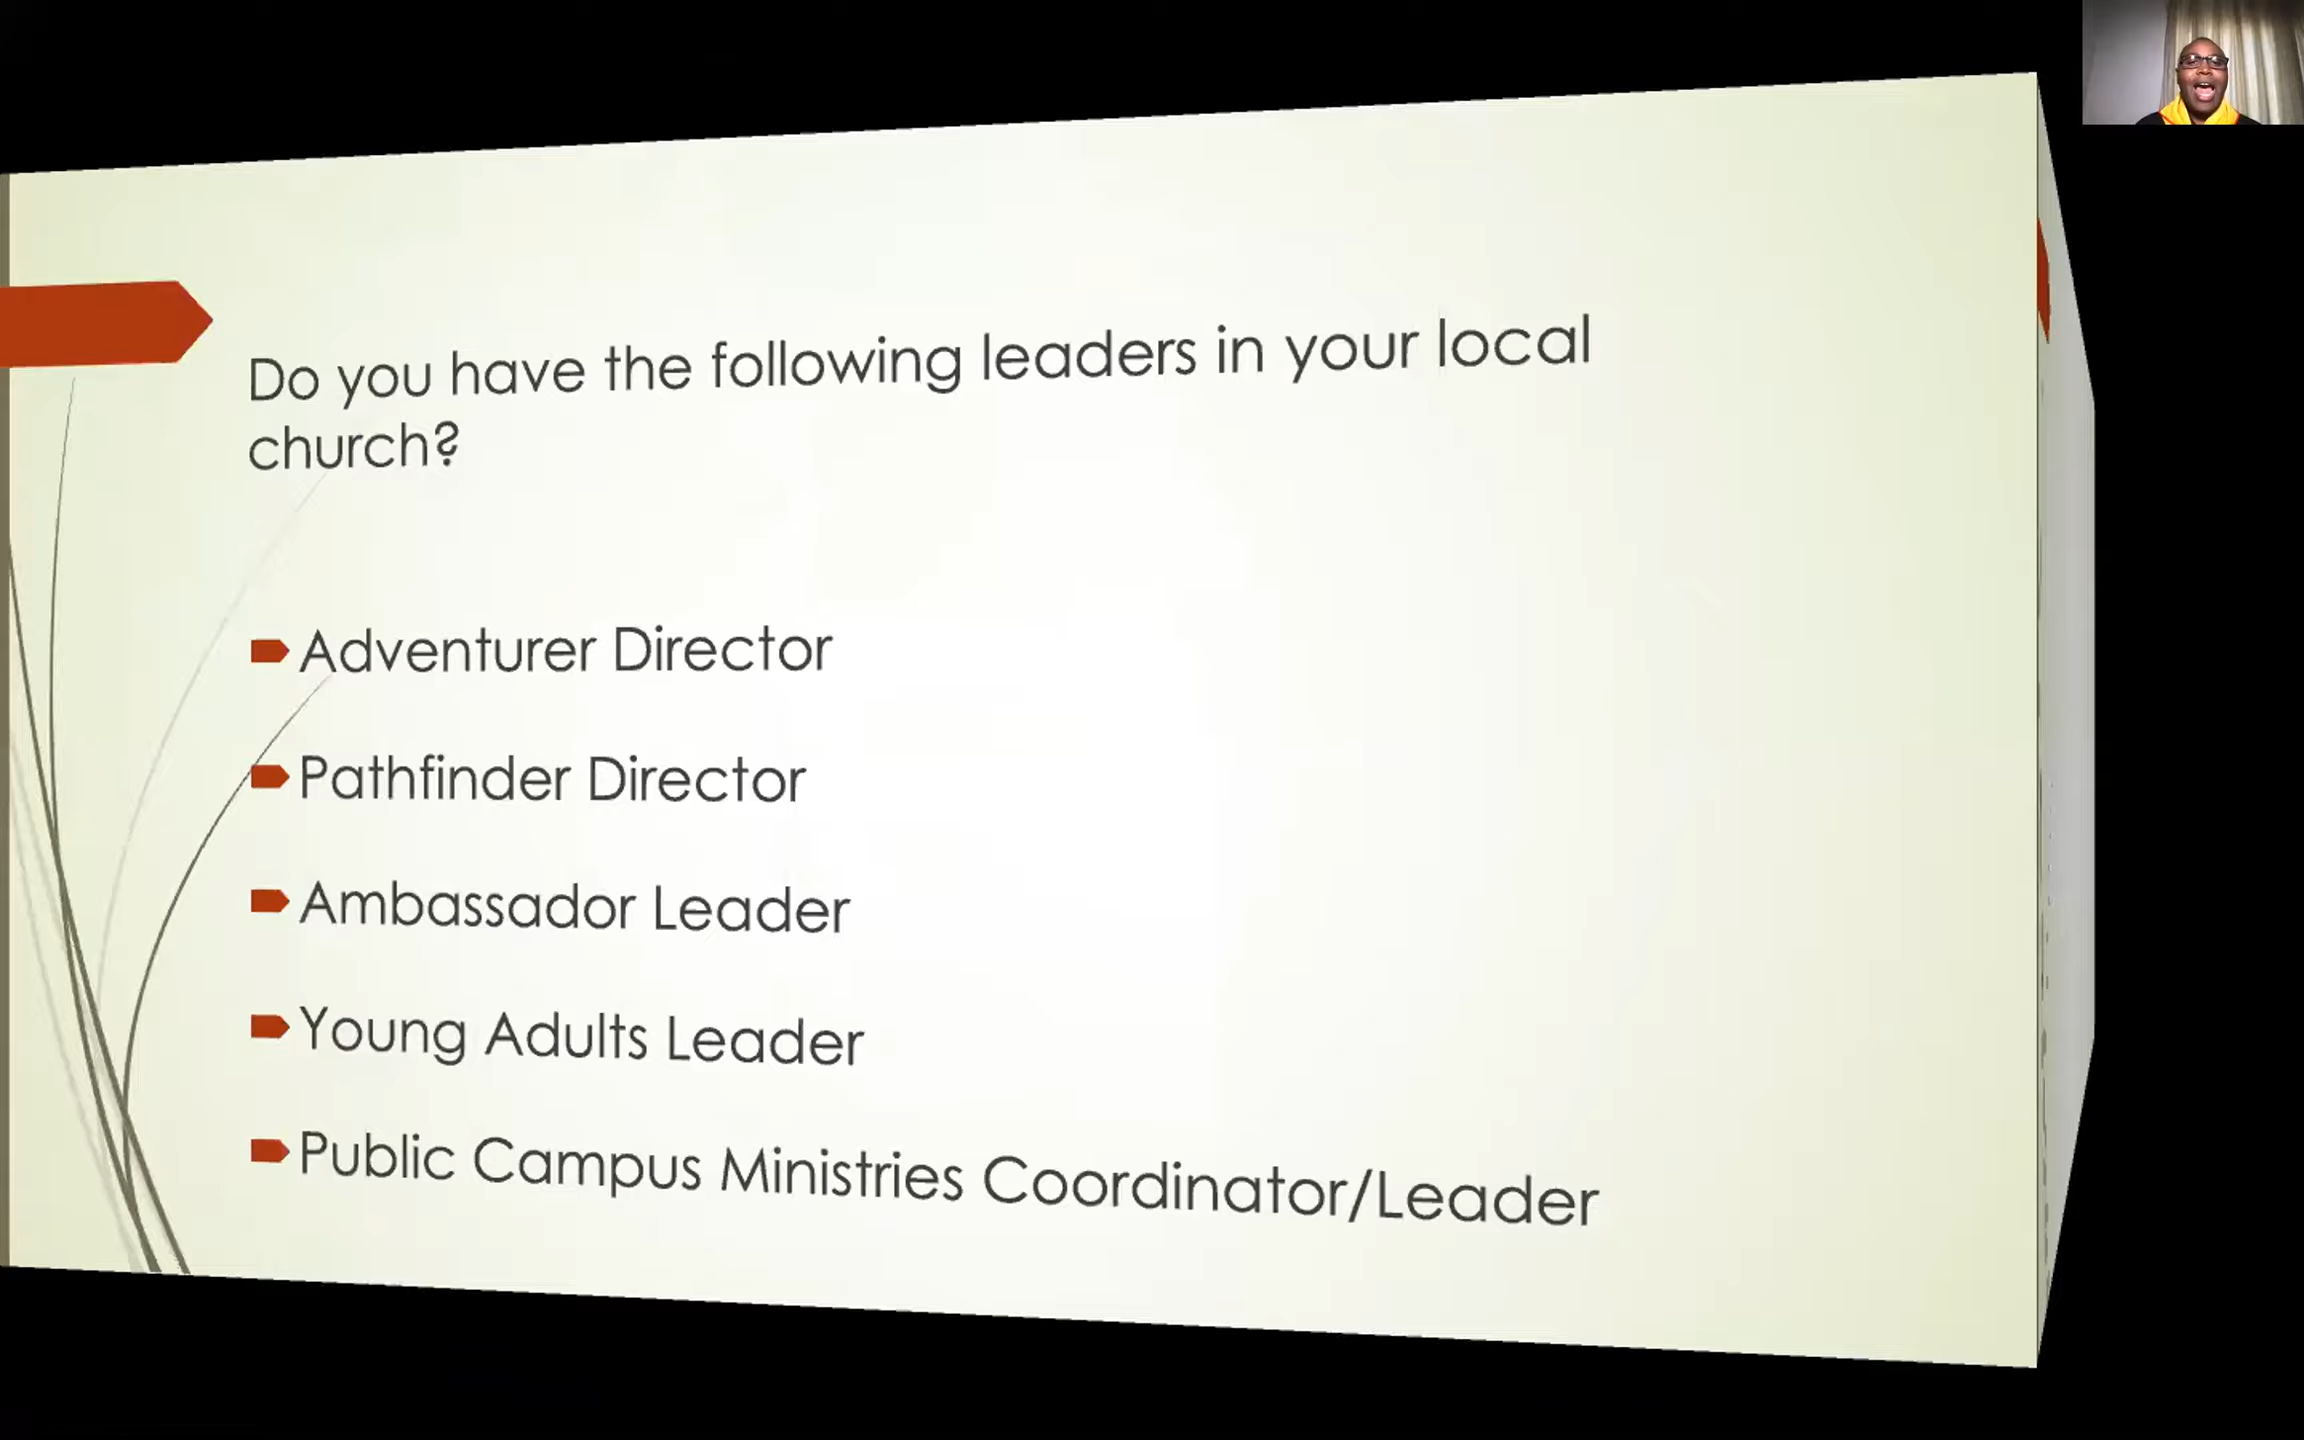 Do you have the following leaders in your local
church?
Adventurer Director
Pathfinder Director
Ambassador Leader
Young Adults Leader
Public Campus Ministries Coordinator/Leader